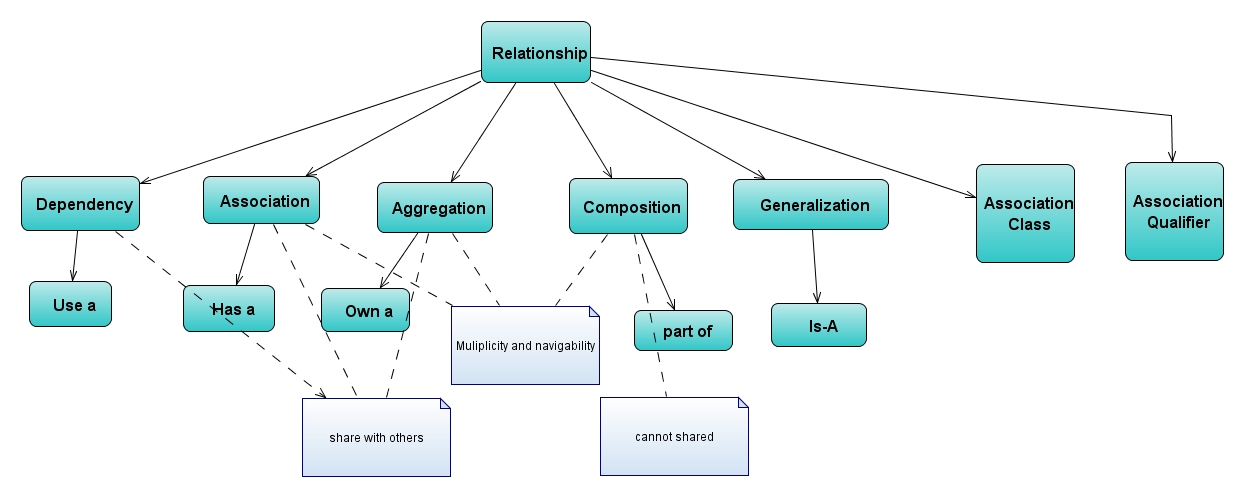 Relationship
Dependency
Association
Aggregation
Composition
Generalization
Association
Class
Association
Qualifier
Use a
Has a
Own a
part of
Is-A
Muliplicity and navigability
share with others
cannot shared